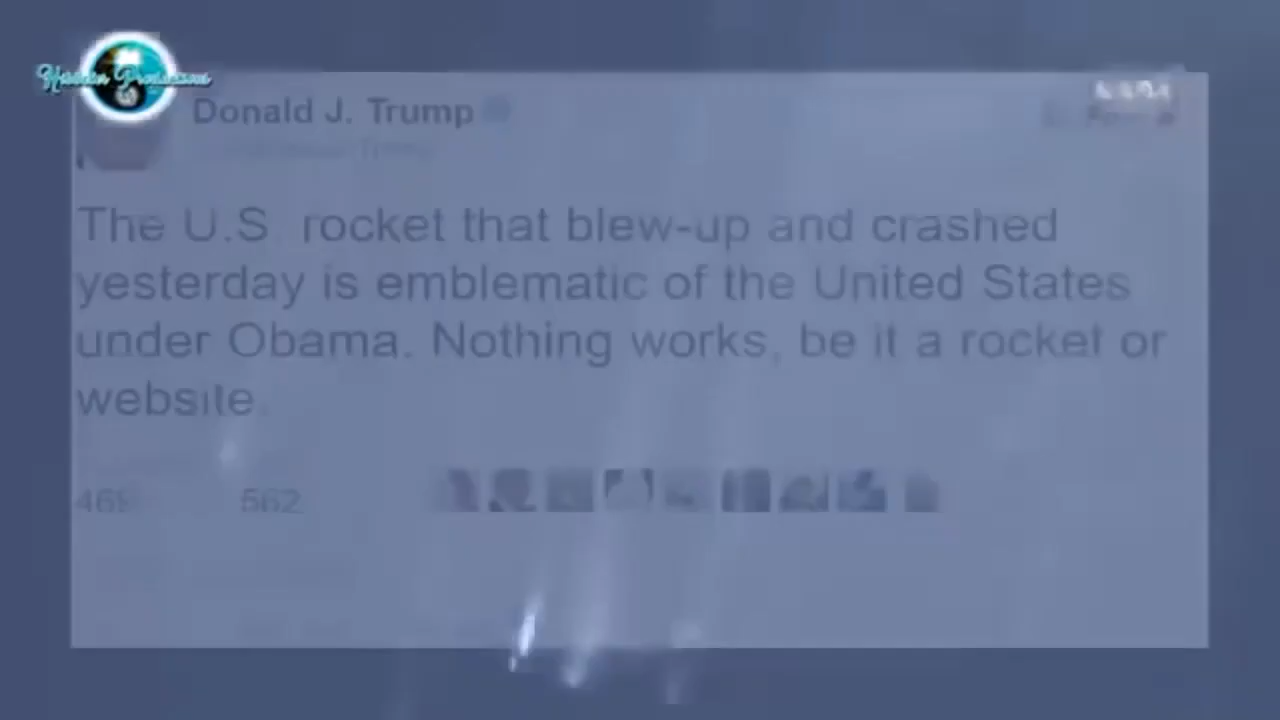 Donald J. Trump
The U.S rocket that blew-up and crashed
yesterday is emblematic of the United States
under Obama. Nothing works, be it a rocket or
website.
562